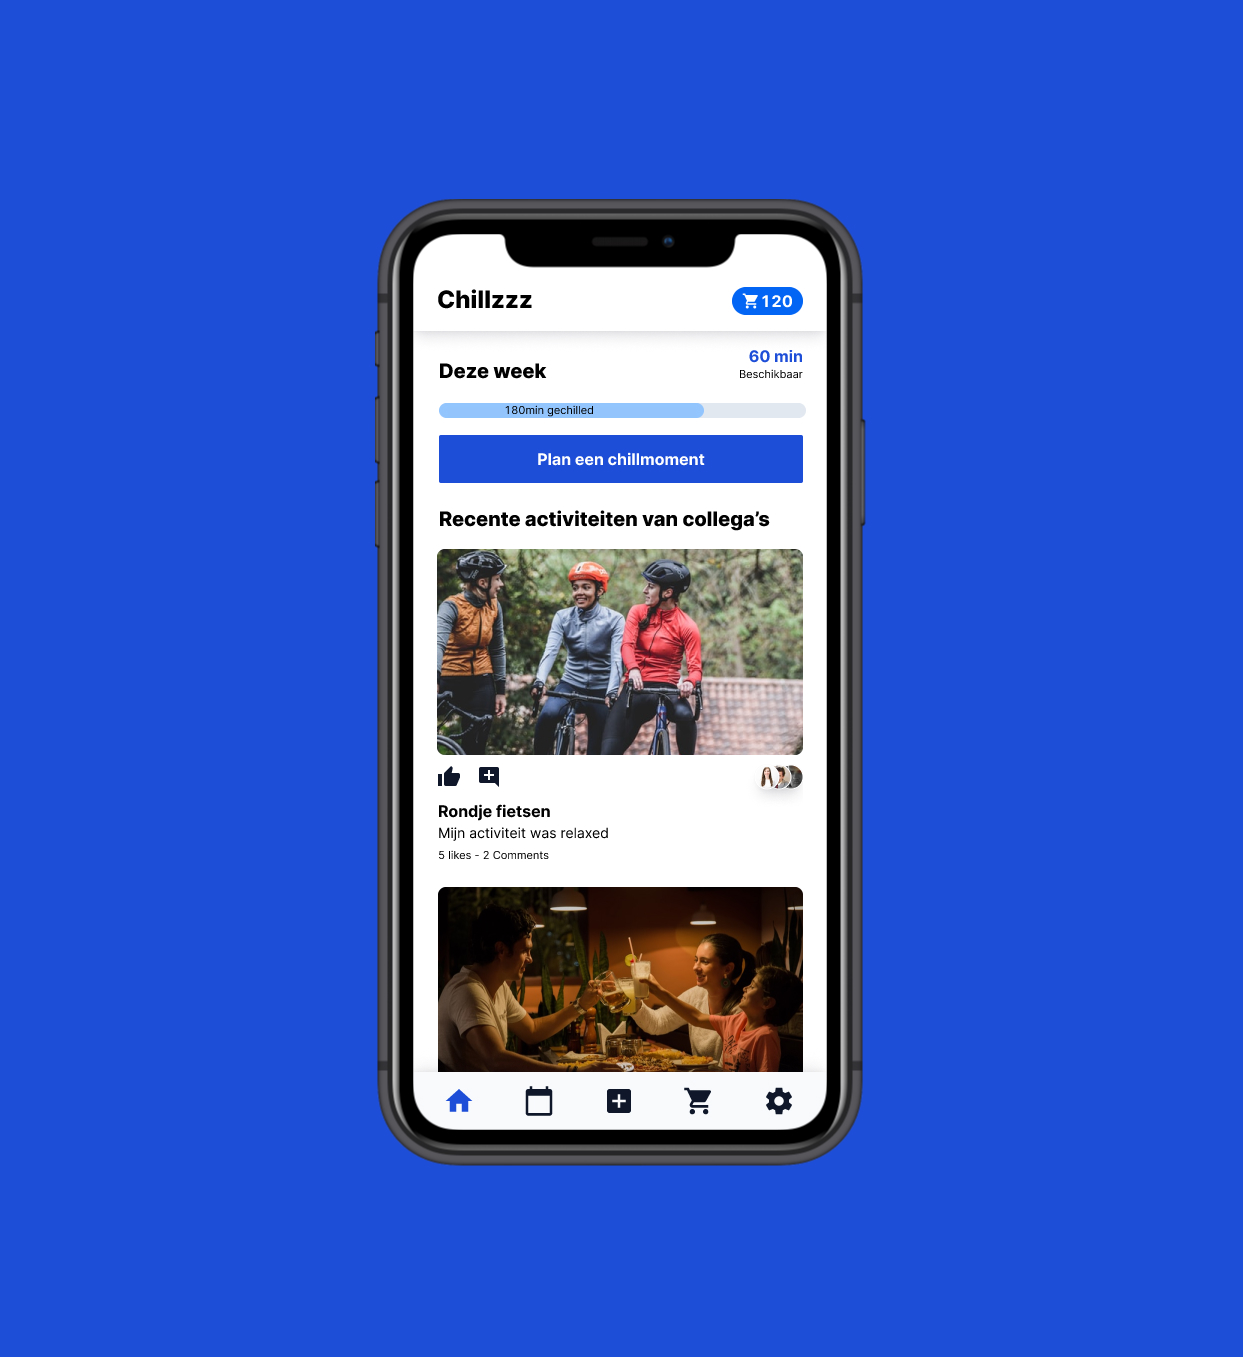 Chillzzz
120
Deze week
60 min
Beschikbaar
180min gechilled
Plan een chillmoment
Recente activiteiten van collega’s
Rondje fietsen
Mijn activiteit was relaxed
5 likes - 2 Comments